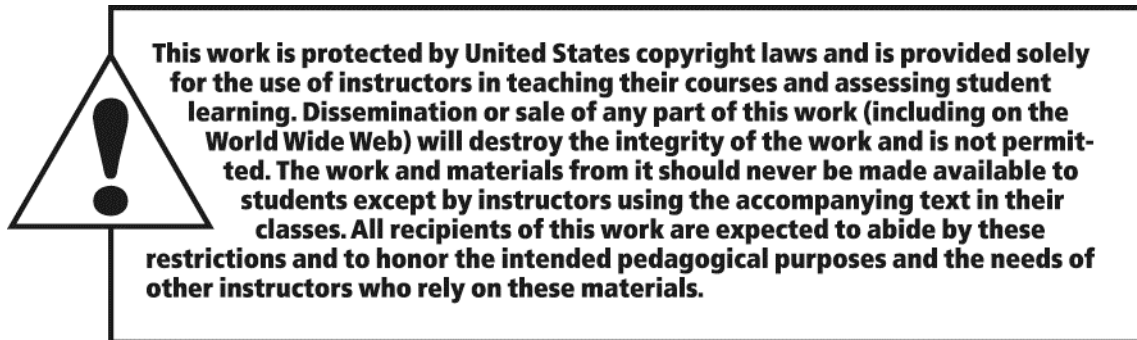 This work is protected by United States copyright laws and is provided solely
for the use of instructors in teaching their courses and assessing student
learning. Dissemination or sale of any part of this work (including on the
World Wide Web) will destroy the integrity of the work and is not permit-
ted. The work and materials from it should never be made available to
students except by instructors using the accompanying text in their
classes. All recipients of this work are expected to abide by these
restrictions and to honor the intended pedagogical purposes and the needs of
other instructors who rely on these materials.